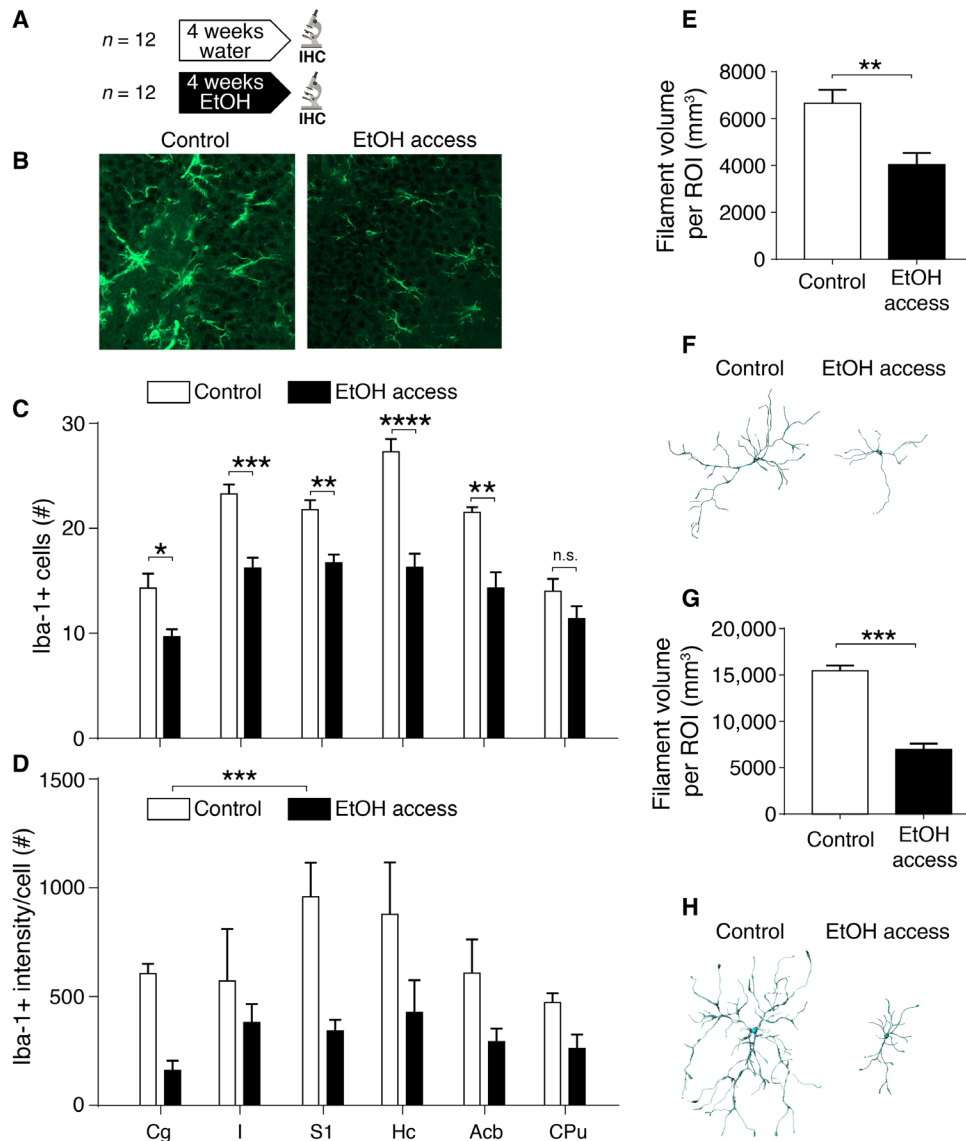 A
n = 12
4 weeks
water
IHC
n = 12
4 weeks
EtOH
IHC
B
Control
EtOH access
C
Control
EtOH access
Iba-1+ cells (#)
30
20
10
0
*
***
**
****
**
n.s.
D
Control
EtOH access
Iba-1+ intensity/cell (#)
1500
1000
500
0
***
Cg
I
S1
Hc
Acb
CPu
E
Filament volume
per ROI (mm³)
8000
6000
4000
2000
0
**
Control
EtOH
access
F
Control
EtOH access
G
Filament volume
per ROI (mm³)
20,000
15,000
10,000
5000
0
***
Control
EtOH
access
H
Control
EtOH access